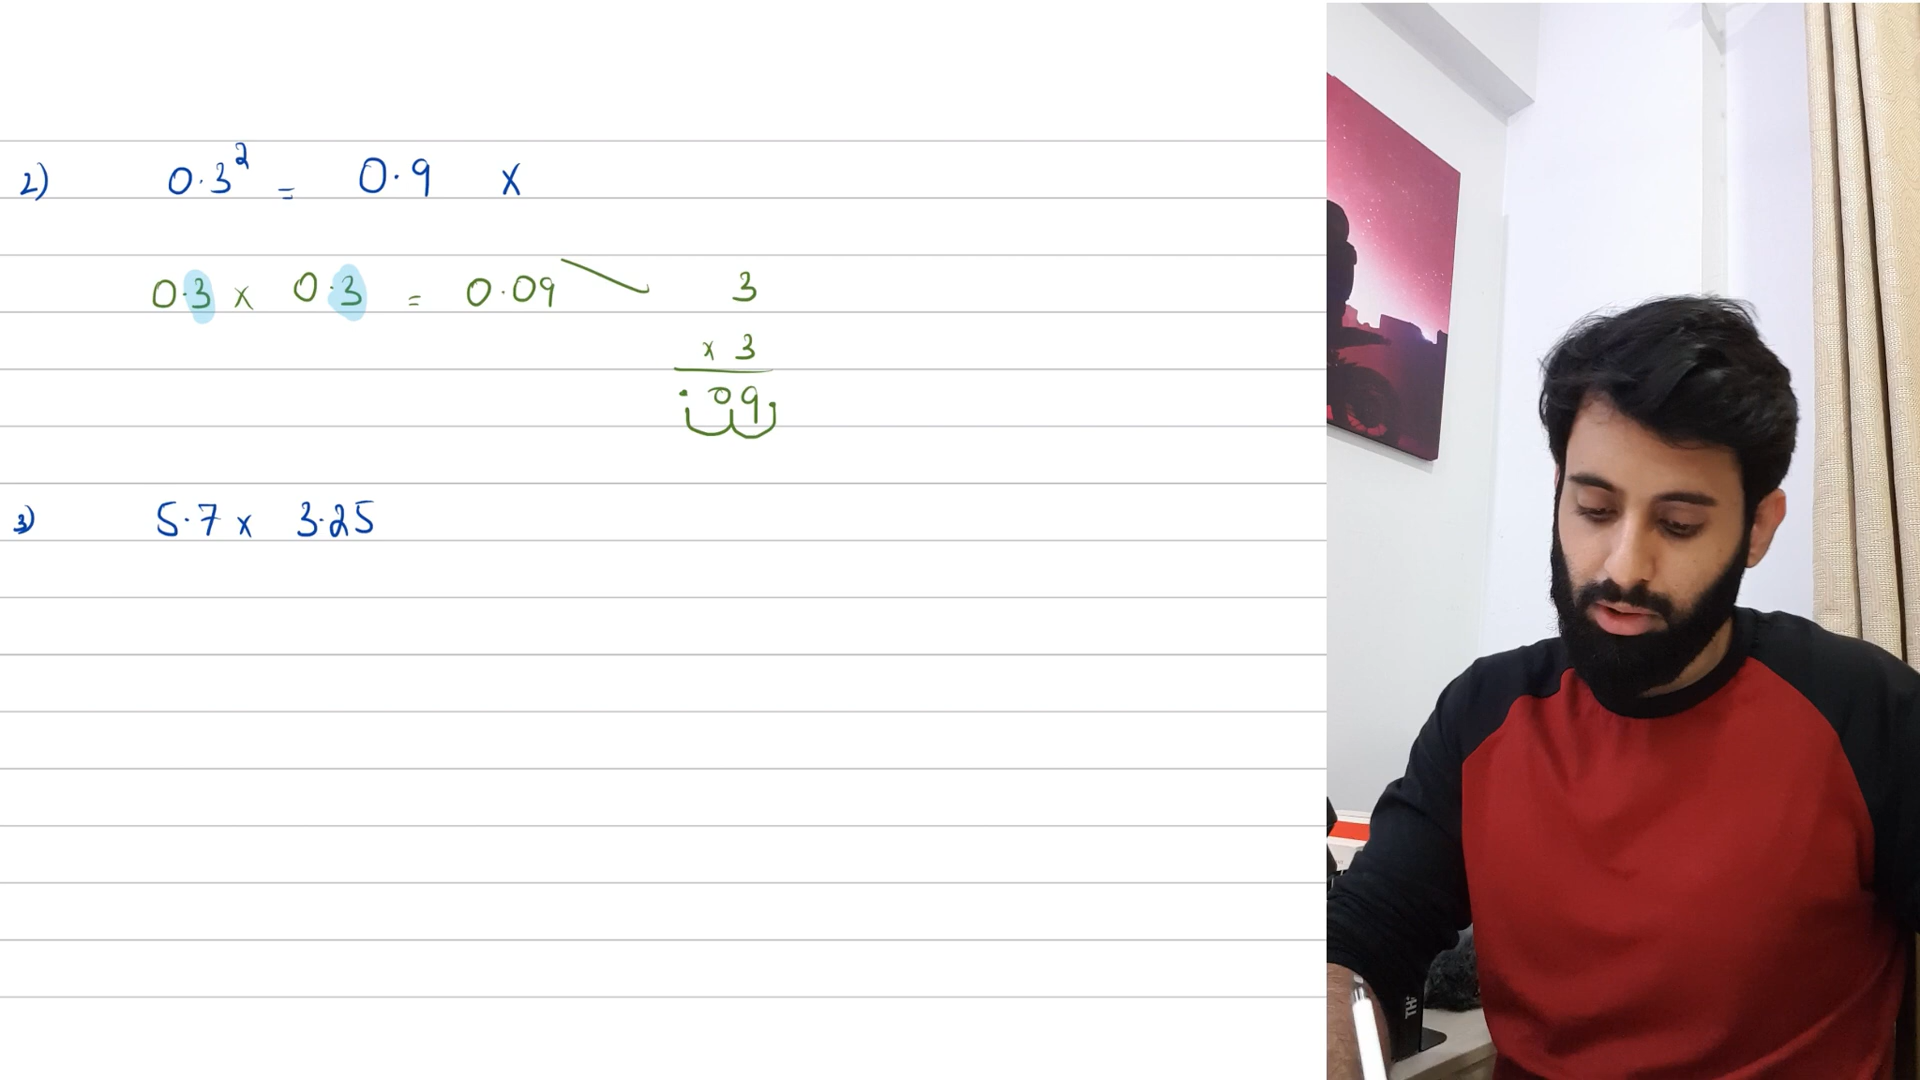 2) 0.3² = 0.9 x
0.3 x 0.3 = 0.09
3
x 3
.09.
3) 5.7 x 3.25